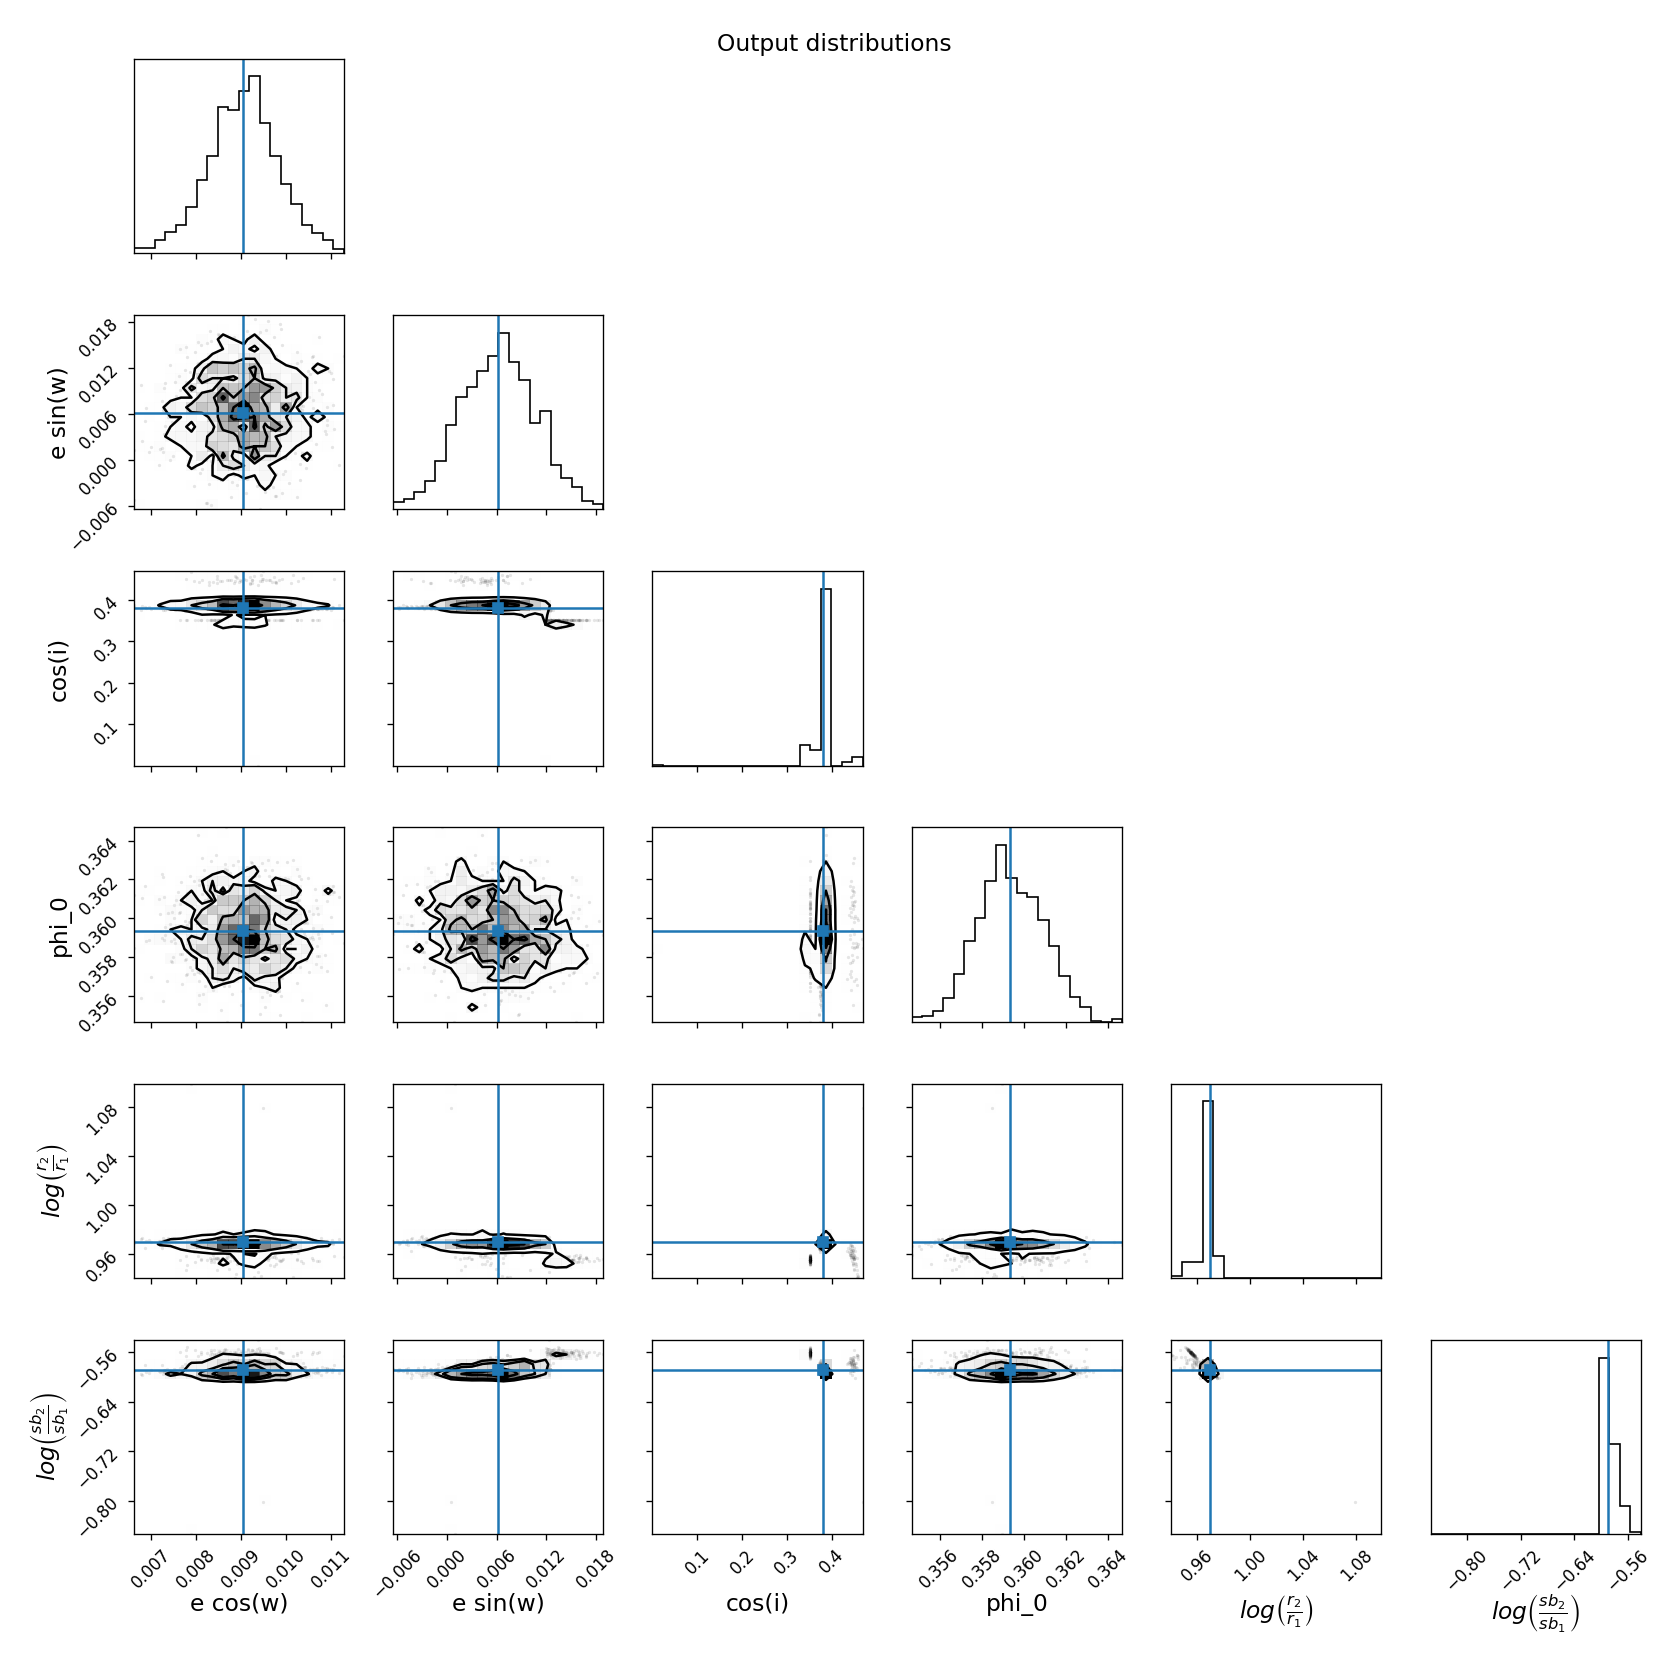 Output distributions
e sin(w)
0.018
0.012
0.006
0.000
−0.006
cos(i)
0.4
0.3
0.2
0.1
phi_0
0.364
0.362
0.360
0.358
0.356
log(r2/r1)
1.08
1.04
1.00
0.96
log(sb2/sb1)
−0.56
−0.64
−0.72
−0.80
0.007 0.008 0.009 0.010 0.011
e cos(w)
−0.006 0.000 0.006 0.012 0.018
e sin(w)
0.1 0.2 0.3 0.4
cos(i)
0.356 0.358 0.360 0.362 0.364
phi_0
0.96 1.00 1.04 1.08
log(r2/r1)
−0.80 −0.72 −0.64 −0.56
log(sb2/sb1)